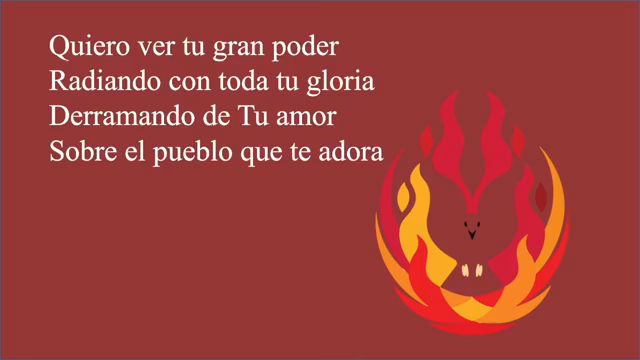 Quiero ver tu gran poder
Radiando con toda tu gloria
Derramando de Tu amor
Sobre el pueblo que te adora